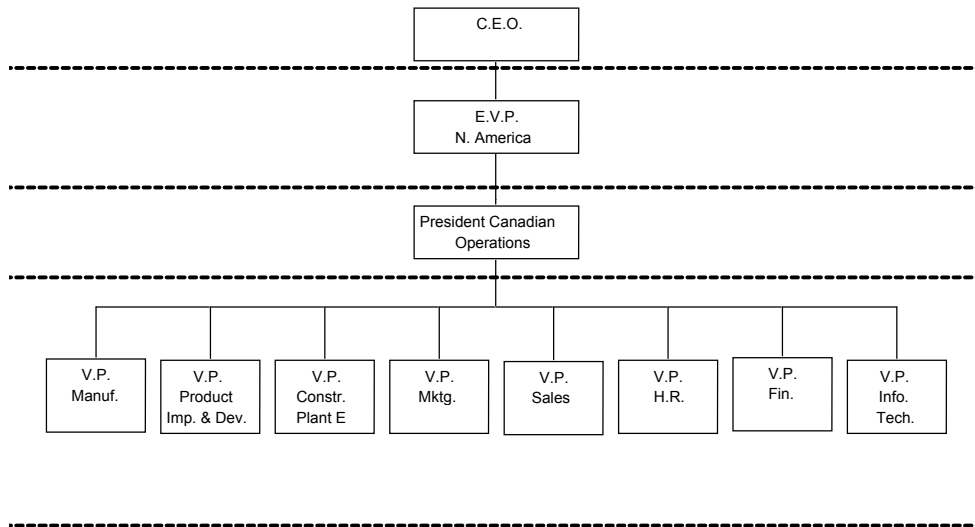 C.E.O.
E.V.P.
N. America
President Canadian
Operations
V.P.
Manuf.
V.P.
Product
Imp. & Dev.
V.P.
Constr.
Plant E
V.P.
Mktg.
V.P.
Sales
V.P.
H.R.
V.P.
Fin.
V.P.
Info.
Tech.